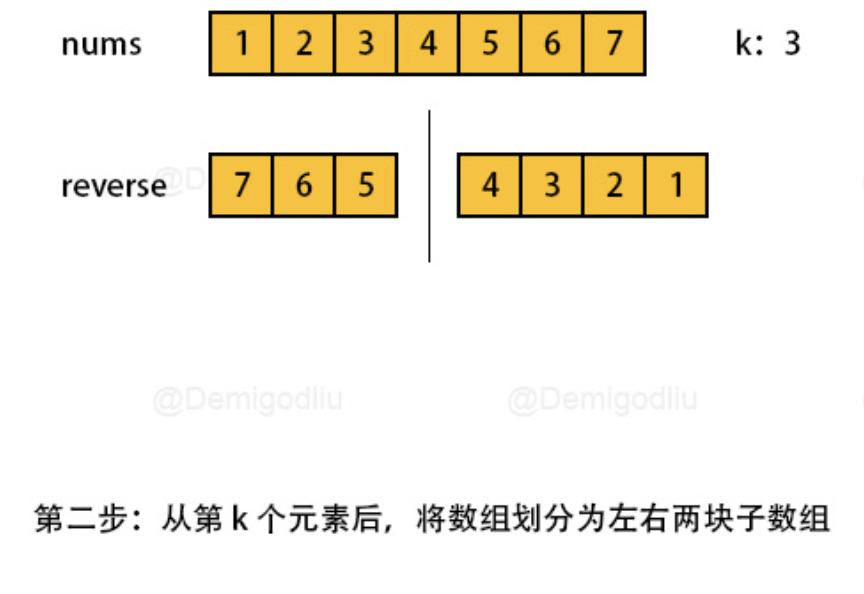 nums 1 2 3 4 5 6 7 k: 3
reverse @D 7 6 5 4 3 2 1
@Demigodliu @Demigodliu
第二步：从第 k 个元素后，将数组划分为左右两块子数组